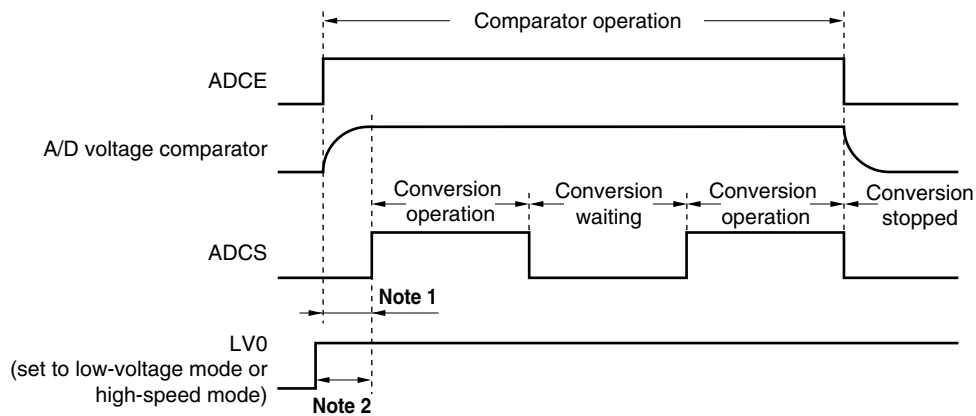 Comparator operation
ADCE
A/D voltage comparator
Conversion
operation
Conversion
waiting
Conversion
operation
Conversion
stopped
ADCS
Note 1
LV0
(set to low-voltage mode or
high-speed mode)
Note 2